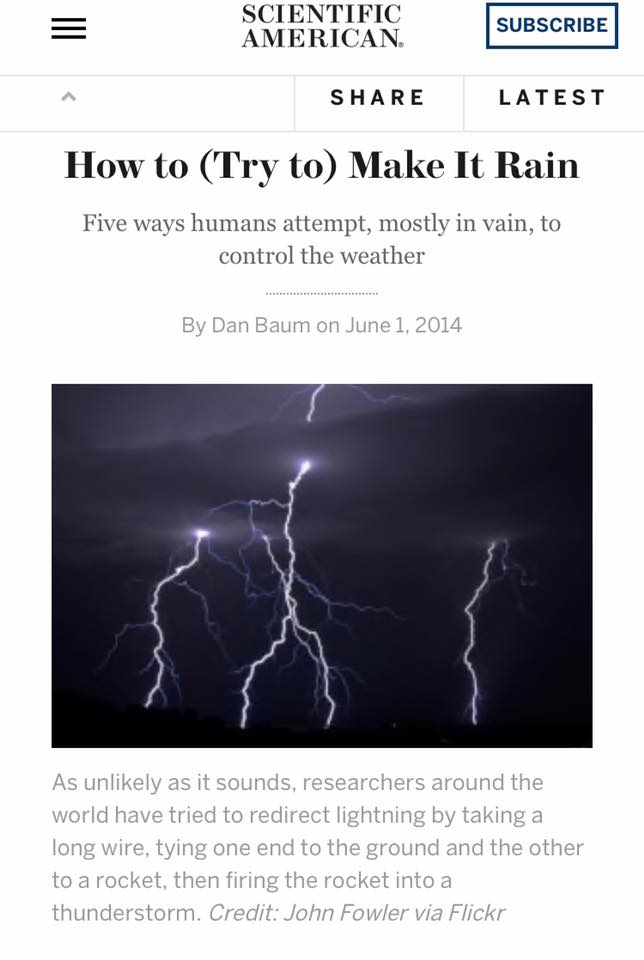 SCIENTIFIC
AMERICAN®
SUBSCRIBE
SHARE
LATEST
How to (Try to) Make It Rain
Five ways humans attempt, mostly in vain, to
control the weather
By Dan Baum on June 1, 2014
As unlikely as it sounds, researchers around the
world have tried to redirect lightning by taking a
long wire, tying one end to the ground and the other
to a rocket, then firing the rocket into a
thunderstorm. Credit: John Fowler via Flickr